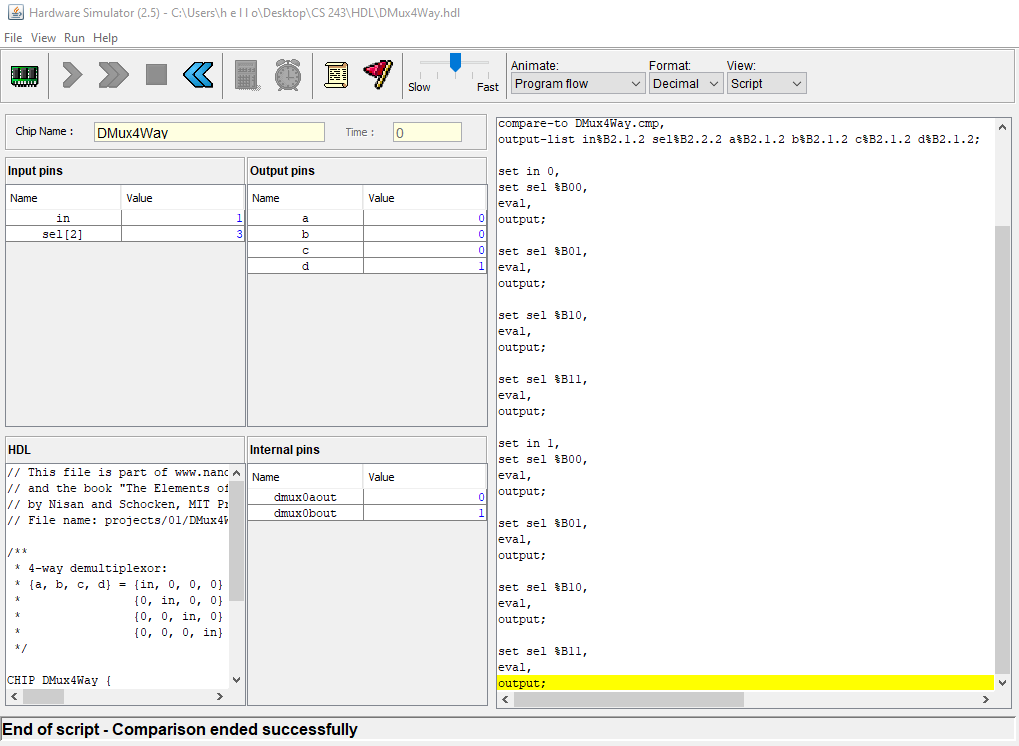 Hardware Simulator (2.5) - C:\Users\h e l l o\Desktop\CS 243\HDL\DMux4Way.hdl
File View Run Help
Slow Fast
Animate: Format: View:
Program flow Decimal Script
Chip Name : DMux4Way Time : 0
Input pins
Name Value
in 1
sel[2] 3
Output pins
Name Value
a 0
b 0
c 0
d 1
HDL
// This file is part of www.nand
// and the book "The Elements of
// by Nisan and Schocken, MIT Pr
// File name: projects/01/DMux4W
/**
* 4-way demultiplexor:
* {a, b, c, d} = {in, 0, 0, 0}
* {0, in, 0, 0}
* {0, 0, in, 0}
* {0, 0, 0, in}
*/
CHIP DMux4Way {
Internal pins
Name Value
dmux0aout 0
dmux0bout 1
compare-to DMux4Way.cmp,
output-list in%B2.1.2 sel%B2.2.2 a%B2.1.2 b%B2.1.2 c%B2.1.2 d%B2.1.2;
set in 0,
set sel %B00,
eval,
output;
set sel %B01,
eval,
output;
set sel %B10,
eval,
output;
set sel %B11,
eval,
output;
set in 1,
set sel %B00,
eval,
output;
set sel %B01,
eval,
output;
set sel %B10,
eval,
output;
set sel %B11,
eval,
output;
End of script - Comparison ended successfully